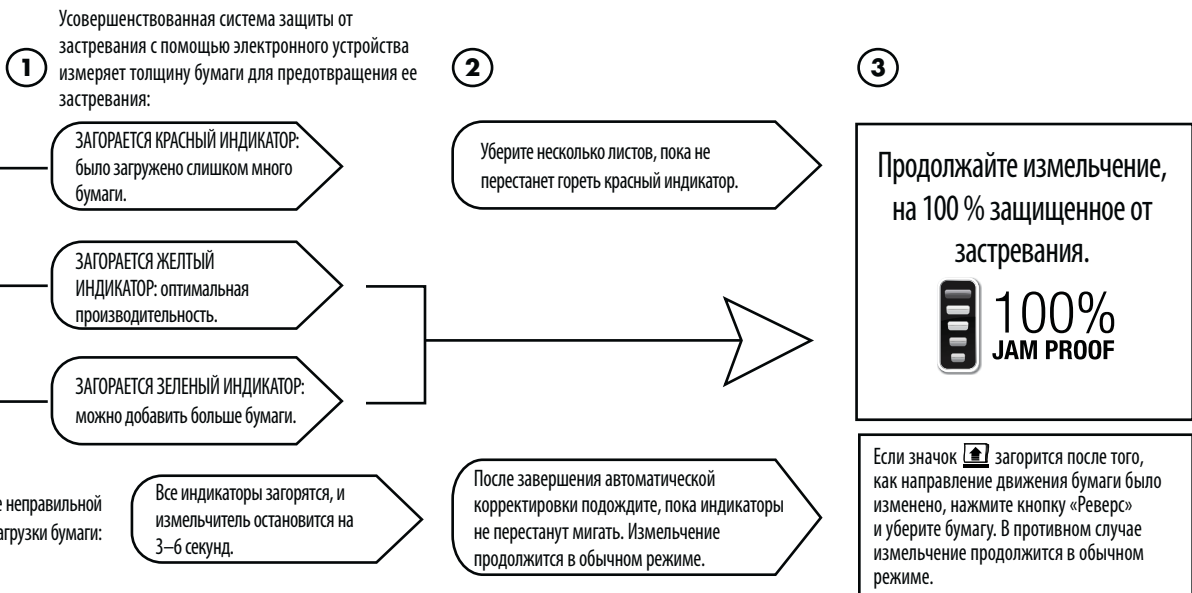 Усовершенствованная система защиты от
застревания с помощью электронного устройства
измеряет толщину бумаги для предотвращения ее
застревания:
1
2
3
ЗАГОРАЕТСЯ КРАСНЫЙ ИНДИКАТОР:
было загружено слишком много
бумаги.
Уберите несколько листов, пока не
перестанет гореть красный индикатор.
Продолжайте измельчение,
на 100 % защищенное от
застревания.
100%
JAM PROOF
ЗАГОРАЕТСЯ ЖЕЛТЫЙ
ИНДИКАТОР: оптимальная
производительность.
ЗАГОРАЕТСЯ ЗЕЛЕНЫЙ ИНДИКАТОР:
можно добавить больше бумаги.
е неправильной
агрузки бумаги:
Все индикаторы загорятся, и
измельчитель остановится на
3–6 секунд.
После завершения автоматической
корректировки подождите, пока индикаторы
не перестанут мигать. Измельчение
продолжится в обычном режиме.
Если значок загорится после того,
как направление движения бумаги было
изменено, нажмите кнопку «Реверс»
и уберите бумагу. В противном случае
измельчение продолжится в обычном
режиме.